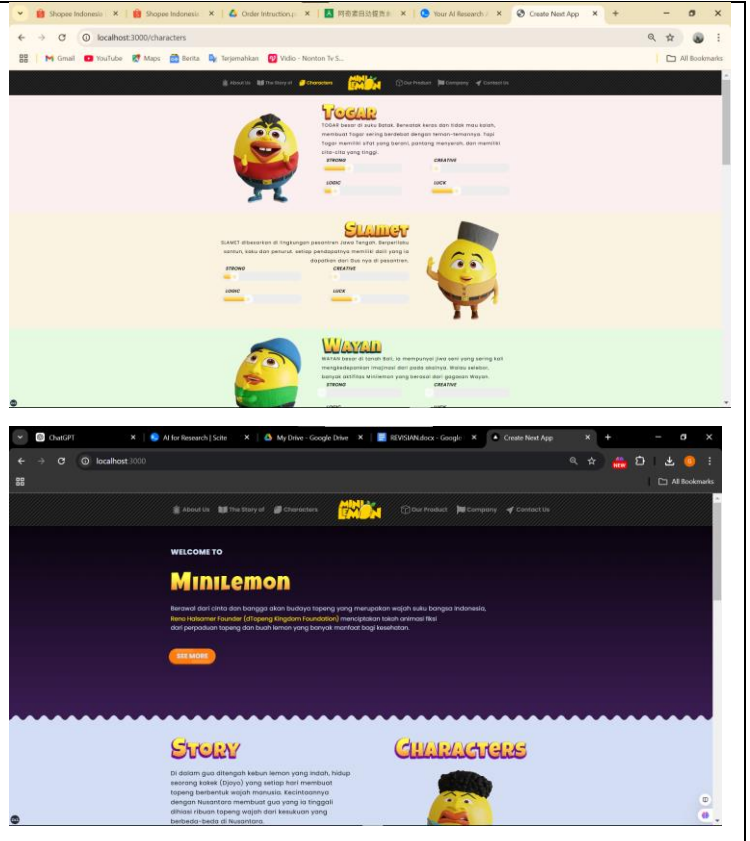 Shopee Indonesia
Shopee Indonesia
Order Intruction.p
Your AI Research
Create Next App
localhost:3000/characters
Gmail
YouTube
Maps
Berita
Terjemahkan
Vidio - Nonton Tv S...
All Bookmarks
About Us
The Story of
Characters
MINI LEMON
Our Product
Company
Contact Us
TOGAR
TOGAR besar di suku Batak. Berwatak keras dan tidak mau kalah,
membuat Togar sering berdebat dengan teman-temannya. Tapi
Togar memiliki sifat yang berani, pantang menyerah, dan memiliki
cita-cita yang tinggi.
STRONG
CREATIVE
LOGIC
LUCK
SLAMET
SLAMET dibesarkan di lingkungan pesantren Jawa Tengah. Berperilaku
santun, kaku dan penurut. setiap pendapatnya memiliki dalil yang ia
dapatkan dari Gus nya di pesantren.
STRONG
CREATIVE
LOGIC
LUCK
WAYAN
WAYAN besar di tanah Bali, ia mempunyai jiwa seni yang sering kali
mengkedepankan imajinasi dari pada akalnya. Walau selebor,
banyak aktifitas Minilemon yang berasal dari gagasan Wayan.
STRONG
CREATIVE
ChatGPT
AI for Research | Scite
My Drive - Google Drive
REVISIAN.docx - Google
Create Next App
localhost:3000
NEW
All Bookmarks
About Us
The Story of
Characters
MINI LEMON
Our Product
Company
Contact Us
WELCOME TO
MINILEMON
Berawal dari cinta dan bangga akan budaya topeng yang merupakan wajah suku bangsa Indonesia,
Reno Halsamer Founder (dTopeng Kingdom Foundation) menciptakan tokoh animasi fiksi
dari perpaduan topeng dan buah lemon yang banyak manfaat bagi kesehatan.
SEE MORE
STORY
CHARACTERS
Di dalam gua ditengah kebun lemon yang indah, hidup
seorang kakek (Djoyo) yang setiap hari membuat
topeng berbentuk wajah manusia. Kecintaannya
dengan Nusantara membuat gua yang ia tinggali
dihiasi ribuan topeng wajah dari kesukuan yang
berbeda-beda di Nusantara.